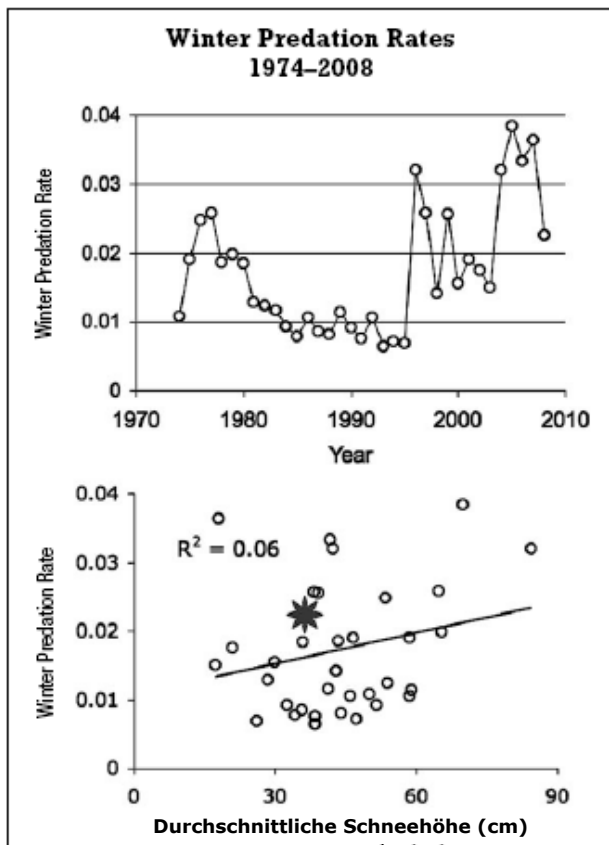 Winter Predation Rates
1974–2008
0.04
0.03
0.02
0.01
0
Winter Predation Rate
1970 1980 1990 2000 2010
Year
0.04
0.03
0.02
0.01
0
Winter Predation Rate
R² = 0.06
0 30 60 90
Durchschnittliche Schneehöhe (cm)